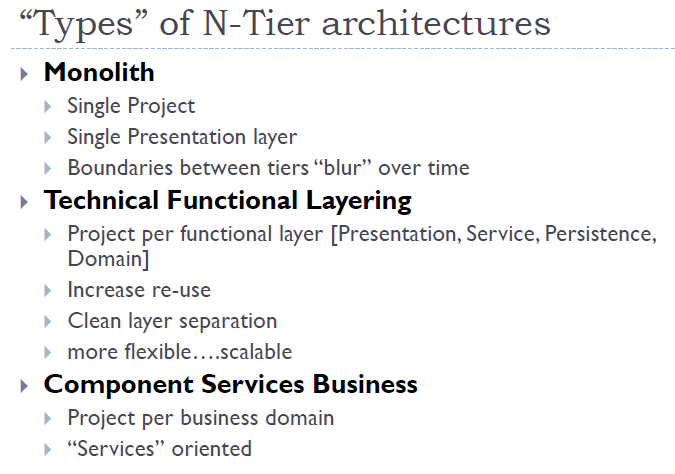 “Types” of N-Tier architectures
Monolith
Single Project
Single Presentation layer
Boundaries between tiers “blur” over time
Technical Functional Layering
Project per functional layer [Presentation, Service, Persistence,
Domain]
Increase re-use
Clean layer separation
more flexible….scalable
Component Services Business
Project per business domain
“Services” oriented